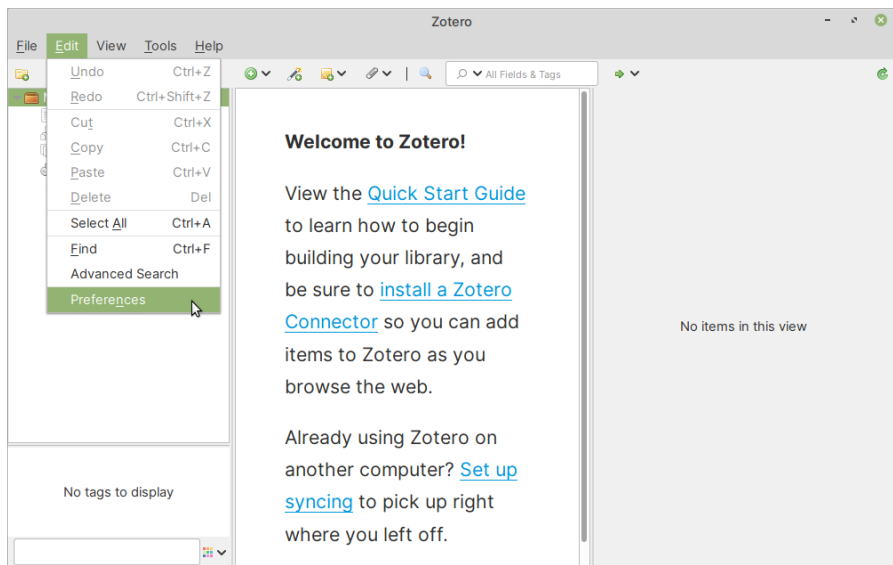 Zotero
File Edit View Tools Help
Undo Ctrl+Z
Redo Ctrl+Shift+Z
Cut Ctrl+X
Copy Ctrl+C
Paste Ctrl+V
Delete Del
Select All Ctrl+A
Find Ctrl+F
Advanced Search
Preferences
All Fields & Tags
Welcome to Zotero!
View the Quick Start Guide
to learn how to begin
building your library, and
be sure to install a Zotero
Connector so you can add
items to Zotero as you
browse the web.
Already using Zotero on
another computer? Set up
syncing to pick up right
where you left off.
No items in this view
No tags to display